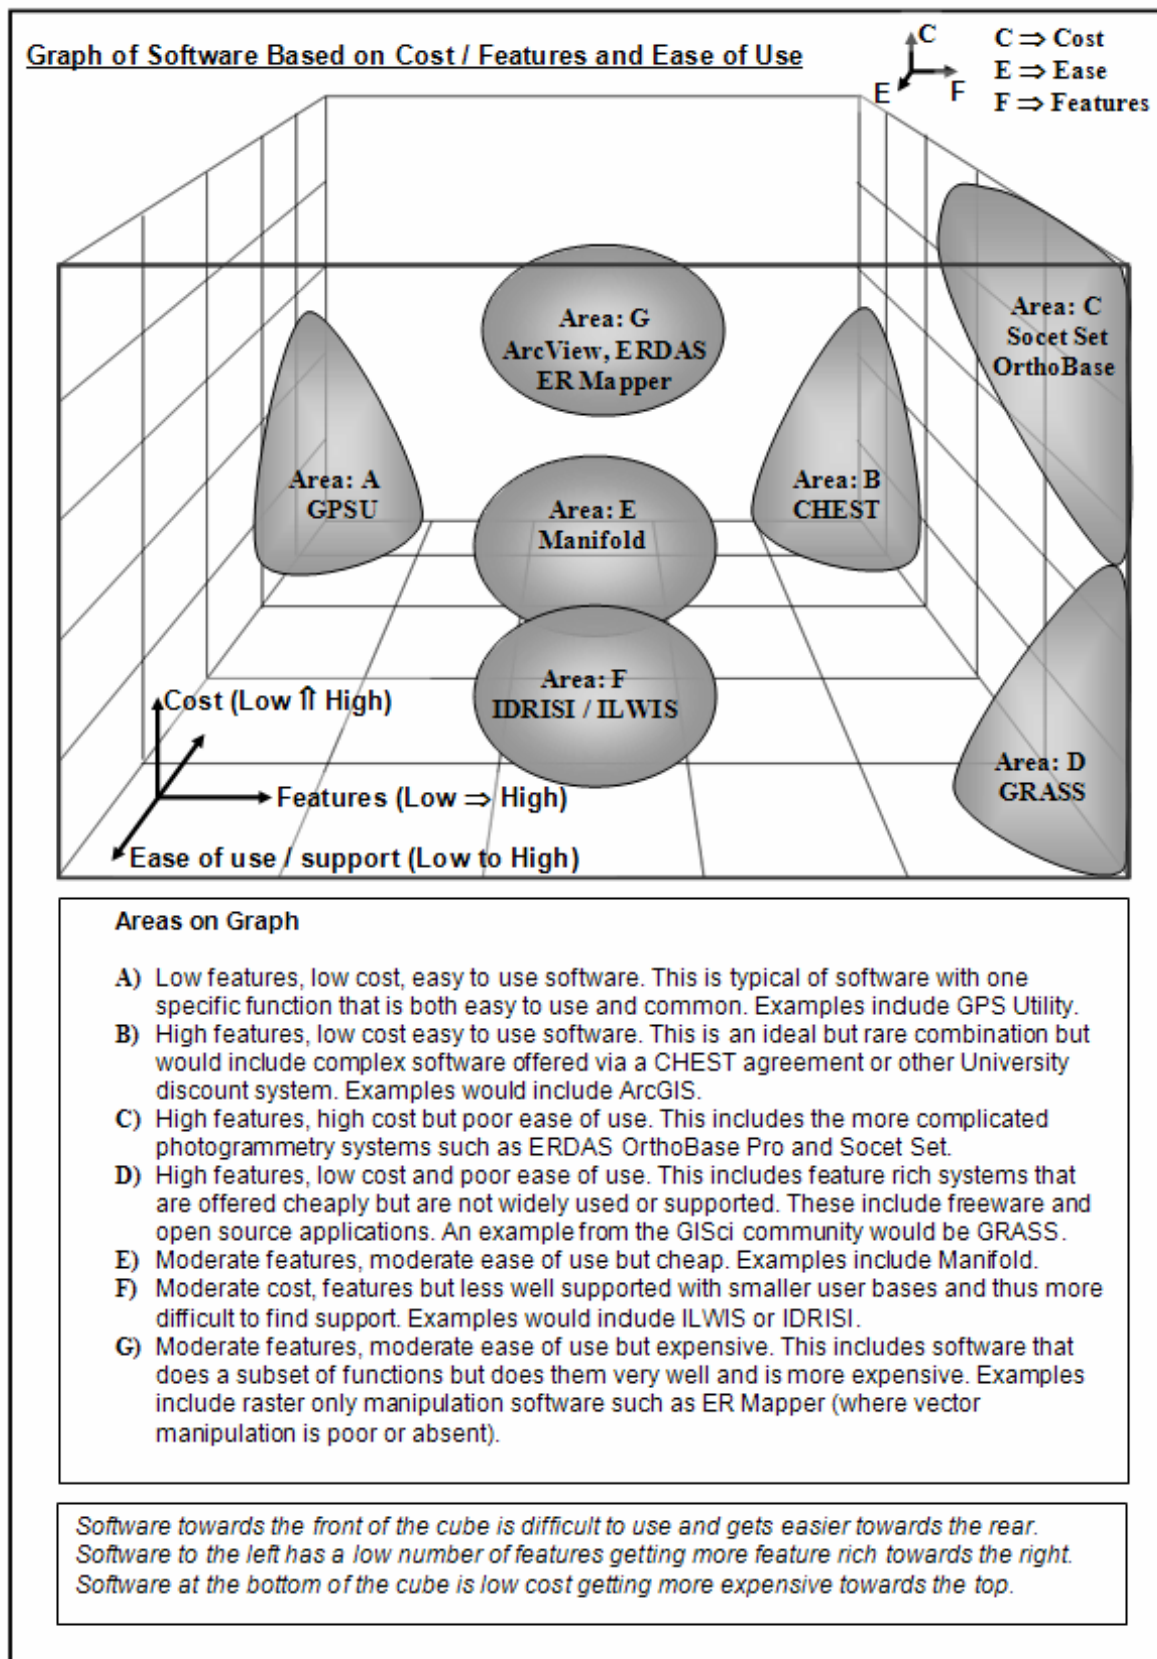 Graph of Software Based on Cost / Features and Ease of Use
C
E
F
C ⇒ Cost
E ⇒ Ease
F ⇒ Features
Area: G
ArcView, ERDAS
ER Mapper
Area: C
Socet Set
OrthoBase
Area: A
GPSU
Area: B
CHEST
Area: E
Manifold
Area: F
IDRISI / ILWIS
Area: D
GRASS
Cost (Low ⇑ High)
Features (Low ⇒ High)
Ease of use / support (Low to High)
Areas on Graph
A) Low features, low cost, easy to use software. This is typical of software with one
specific function that is both easy to use and common. Examples include GPS Utility.
B) High features, low cost easy to use software. This is an ideal but rare combination but
would include complex software offered via a CHEST agreement or other University
discount system. Examples would include ArcGIS.
C) High features, high cost but poor ease of use. This includes the more complicated
photogrammetry systems such as ERDAS OrthoBase Pro and Socet Set.
D) High features, low cost and poor ease of use. This includes feature rich systems that
are offered cheaply but are not widely used or supported. These include freeware and
open source applications. An example from the GISci community would be GRASS.
E) Moderate features, moderate ease of use but cheap. Examples include Manifold.
F) Moderate cost, features but less well supported with smaller user bases and thus more
difficult to find support. Examples would include ILWIS or IDRISI.
G) Moderate features, moderate ease of use but expensive. This includes software that
does a subset of functions but does them very well and is more expensive. Examples
include raster only manipulation software such as ER Mapper (where vector
manipulation is poor or absent).
Software towards the front of the cube is difficult to use and gets easier towards the rear.
Software to the left has a low number of features getting more feature rich towards the right.
Software at the bottom of the cube is low cost getting more expensive towards the top.